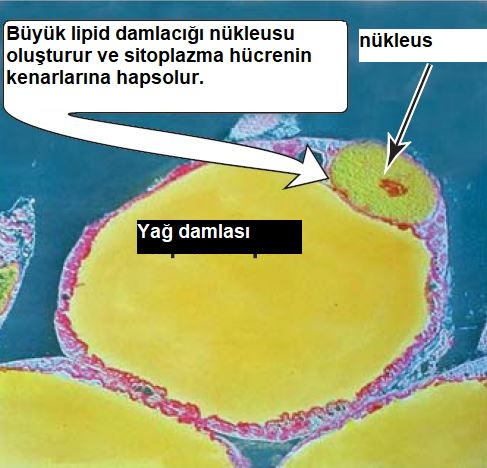 Büyük lipid damlacığı nükleusu
oluşturur ve sitoplazma hücrenin
kenarlarına hapsolur.
nükleus
Yağ damlası